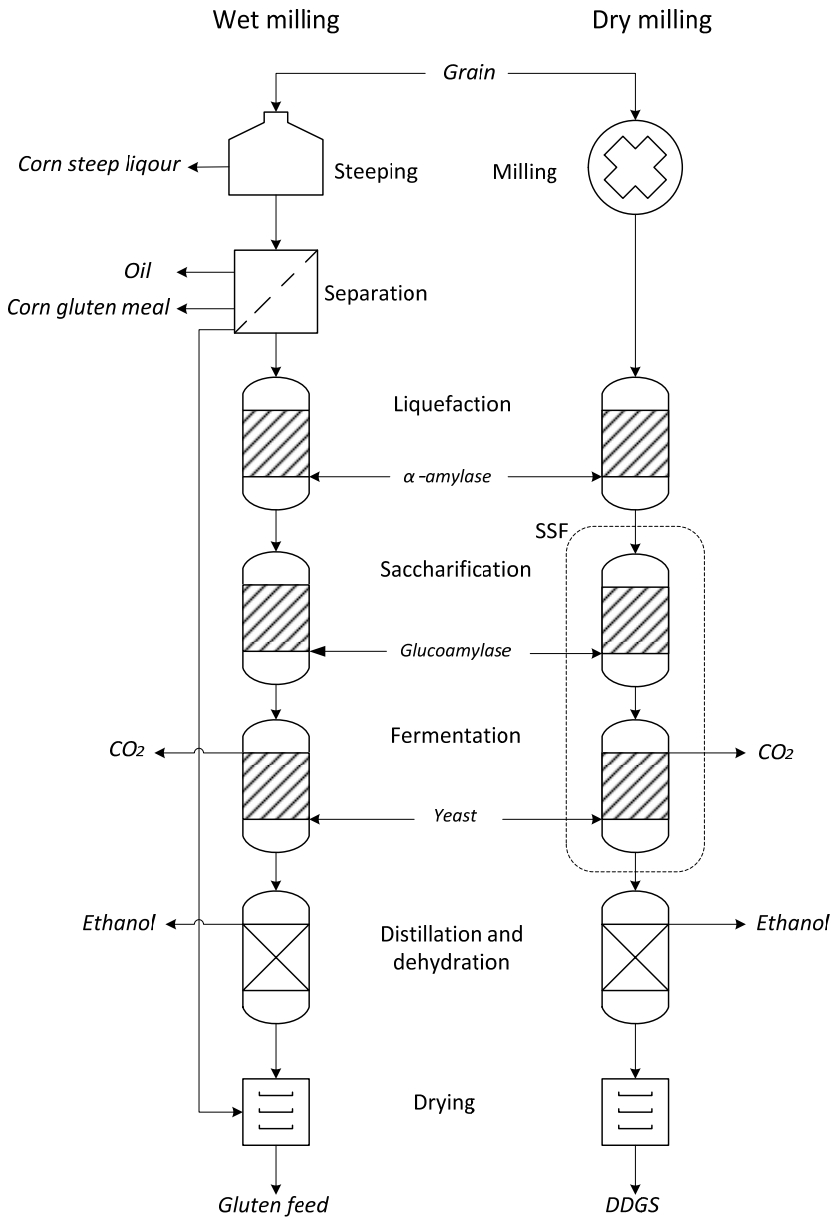 Wet milling
Dry milling
Grain
Corn steep liqour
Steeping
Milling
Oil
Corn gluten meal
Separation
Liquefaction
α-amylase
SSF
Saccharification
Glucoamylase
Fermentation
CO2
CO2
Yeast
Ethanol
Ethanol
Distillation and
dehydration
Drying
Gluten feed
DDGS